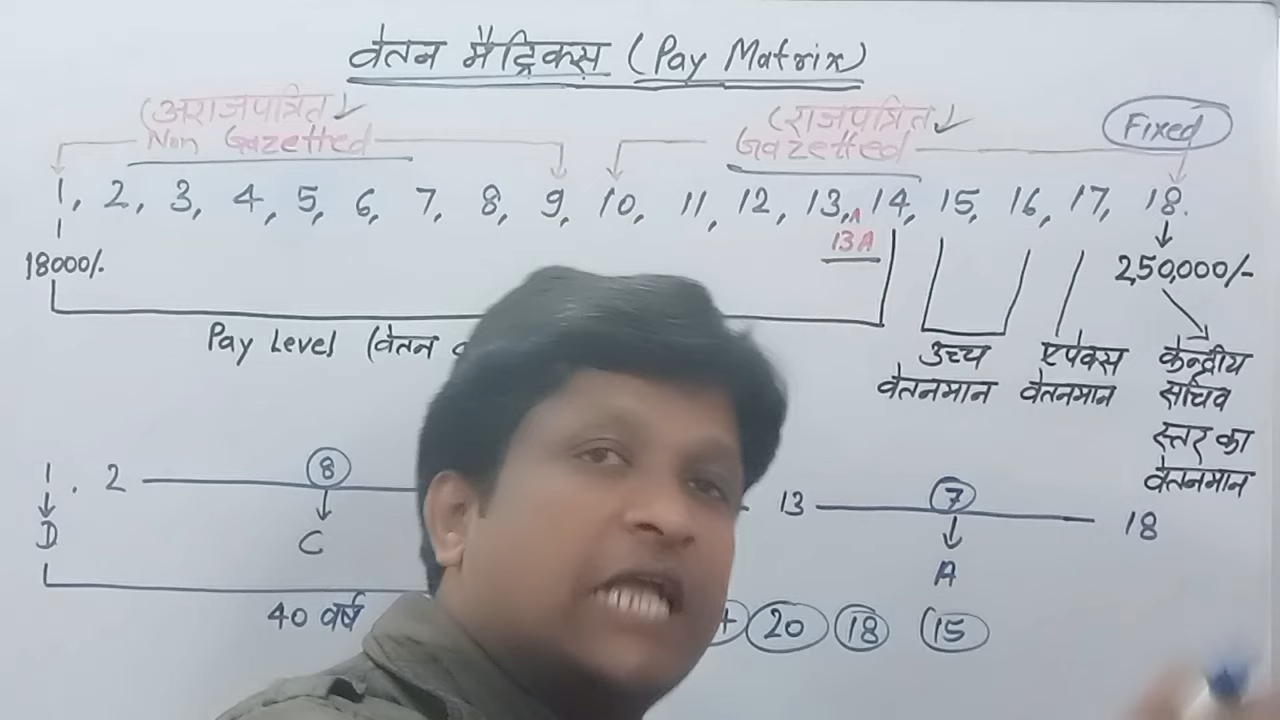 वेतन मैट्रिक्स (Pay Matrix)
(अराजपत्रित) (राजपत्रित) Fixed
Non Gazetted Gazetted
1, 2, 3, 4, 5, 6, 7, 8, 9, 10, 11, 12, 13, 14, 15, 16, 17, 18.
13A
18000/- 2,50,000/-
Pay Level (वेतन
उच्च वेतनमान
एपेक्स वेतनमान
केन्द्रीय सचिव स्तर का वेतनमान
1. 2 8 13 7 18
D C A
40 वर्ष 20 18 15